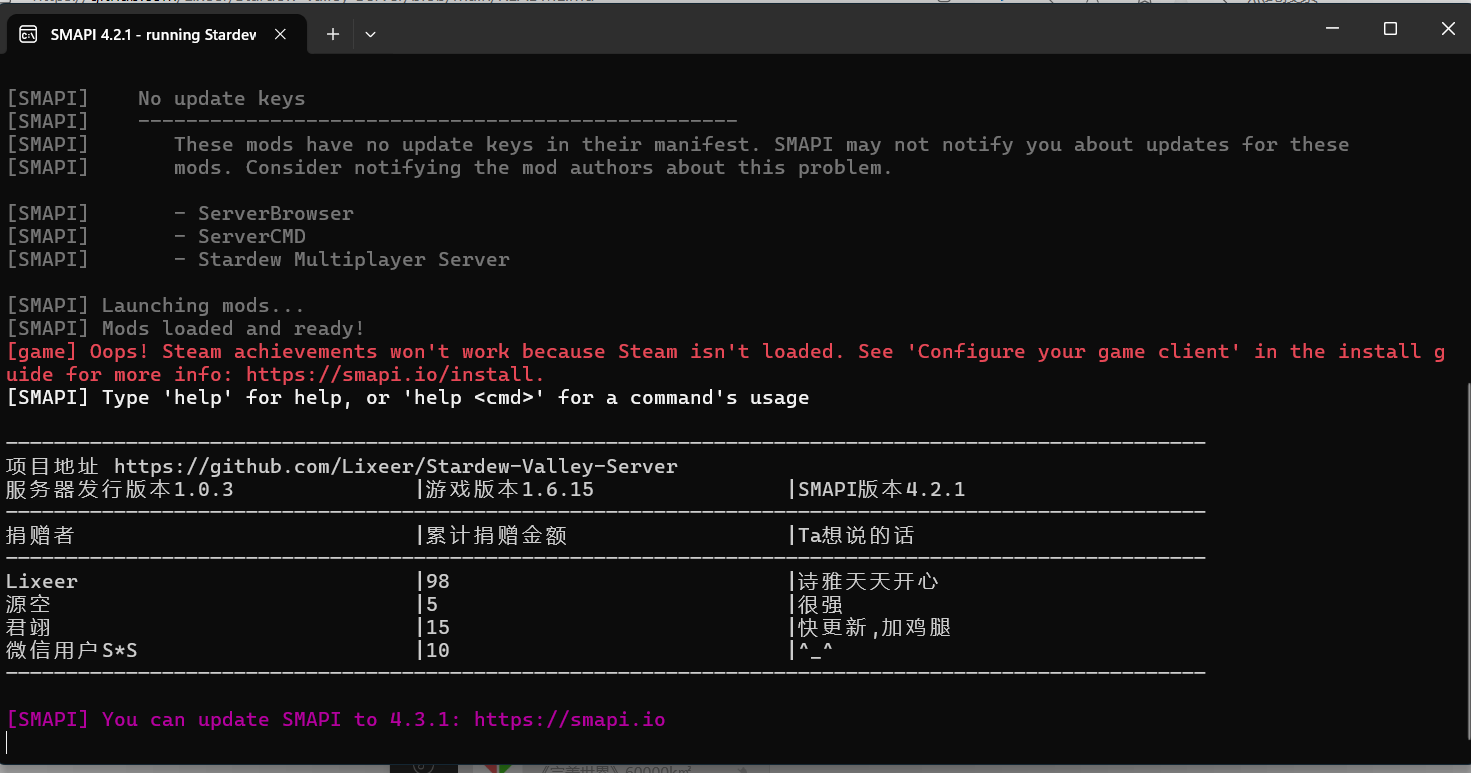 SMAPI 4.2.1 - running Stardew
[SMAPI] No update keys
[SMAPI] --------------------------------------------------
[SMAPI] These mods have no update keys in their manifest. SMAPI may not notify you about updates for these
[SMAPI] mods. Consider notifying the mod authors about this problem.
[SMAPI] - ServerBrowser
[SMAPI] - ServerCMD
[SMAPI] - Stardew Multiplayer Server
[SMAPI] Launching mods...
[SMAPI] Mods loaded and ready!
[game] Oops! Steam achievements won't work because Steam isn't loaded. See 'Configure your game client' in the install g
uide for more info: https://smapi.io/install.
[SMAPI] Type 'help' for help, or 'help <cmd>' for a command's usage
项目地址 https://github.com/Lixeer/Stardew-Valley-Server
服务器发行版本1.0.3 |游戏版本1.6.15 |SMAPI版本4.2.1
捐赠者 |累计捐赠金额 |Ta想说的话
Lixeer |98 |诗雅天天开心
源空 |5 |很强
君翊 |15 |快更新,加鸡腿
微信用户S*S |10 |^_^
[SMAPI] You can update SMAPI to 4.3.1: https://smapi.io